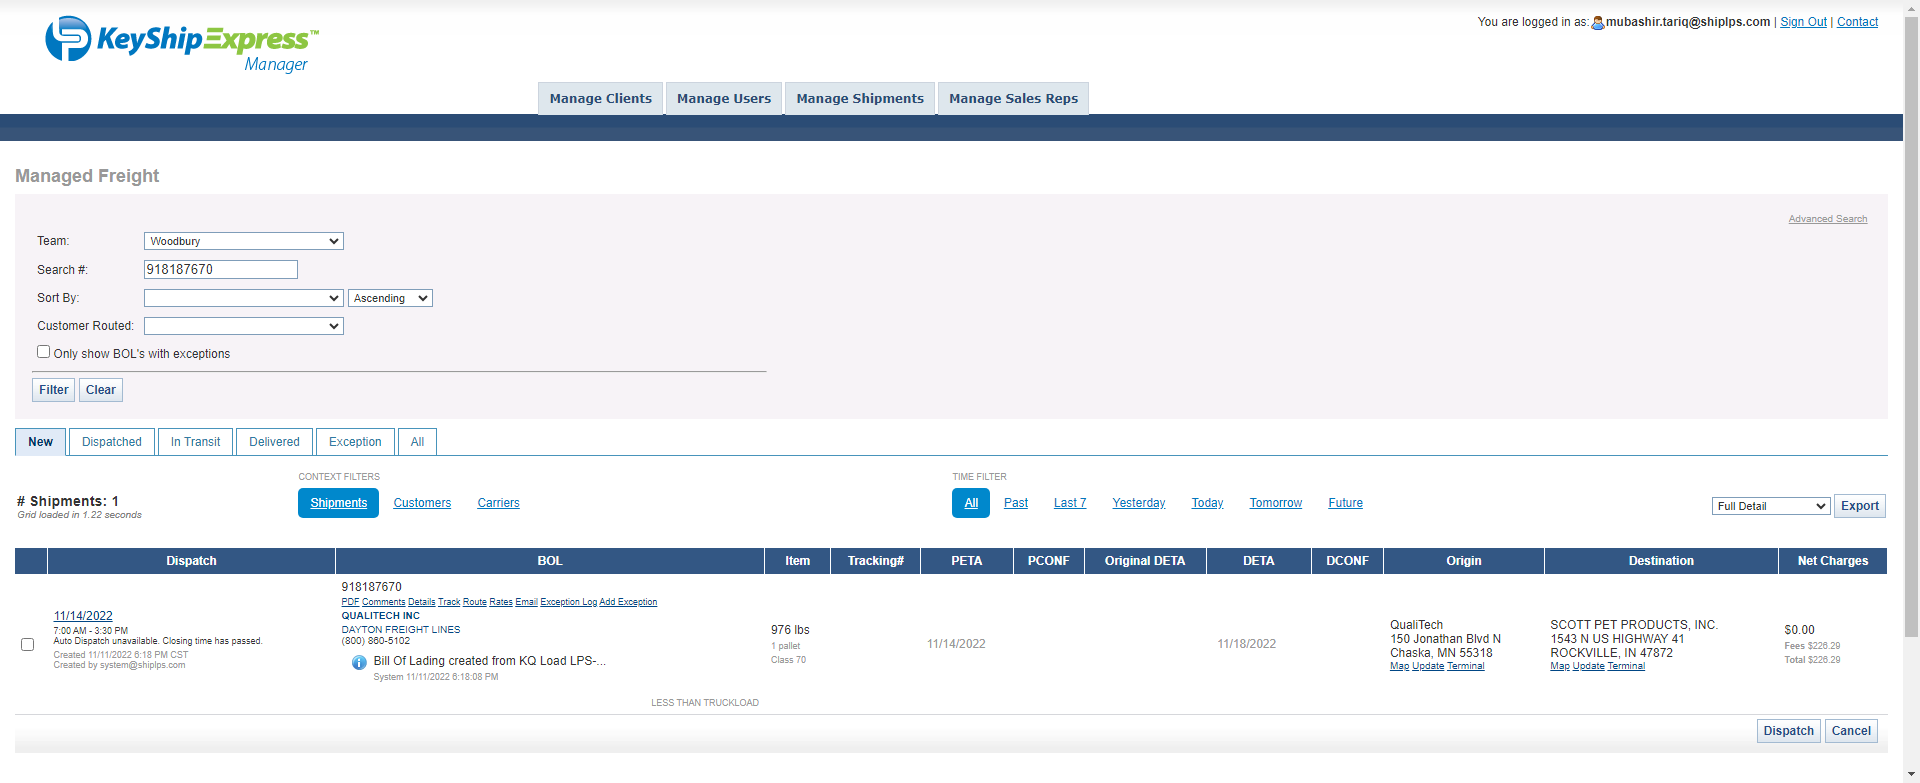 KeyShipExpress™
Manager
You are logged in as: mubashir.tariq@shiplps.com | Sign Out | Contact
Manage Clients Manage Users Manage Shipments Manage Sales Reps
Managed Freight
Advanced Search
Team: Woodbury
Search #: 918187670
Sort By: Ascending
Customer Routed:
Only show BOL's with exceptions
Filter Clear
New Dispatched In Transit Delivered Exception All
CONTEXT FILTERS TIME FILTER
# Shipments: 1 Shipments Customers Carriers All Past Last 7 Yesterday Today Tomorrow Future Full Detail Export
Grid loaded in 1.22 seconds
Dispatch BOL Item Tracking# PETA PCONF Original DETA DETA DCONF Origin Destination Net Charges
11/14/2022
7:00 AM - 3:30 PM
Auto Dispatch unavailable. Closing time has passed.
Created 11/11/2022 6:18 PM CST
Created by system@shiplps.com
918187670
PDF Comments Details Track Route Rates Email Exception Log Add Exception
QUALITECH INC
DAYTON FREIGHT LINES
(800) 860-5102
Bill Of Lading created from KQ Load LPS-...
System 11/11/2022 6:18:08 PM
LESS THAN TRUCKLOAD
976 lbs
1 pallet
Class 70
11/14/2022
11/18/2022
QualiTech
150 Jonathan Blvd N
Chaska, MN 55318
Map Update Terminal
SCOTT PET PRODUCTS, INC.
1543 N US HIGHWAY 41
ROCKVILLE, IN 47872
Map Update Terminal
$0.00
Fees $226.29
Total $226.29
Dispatch Cancel